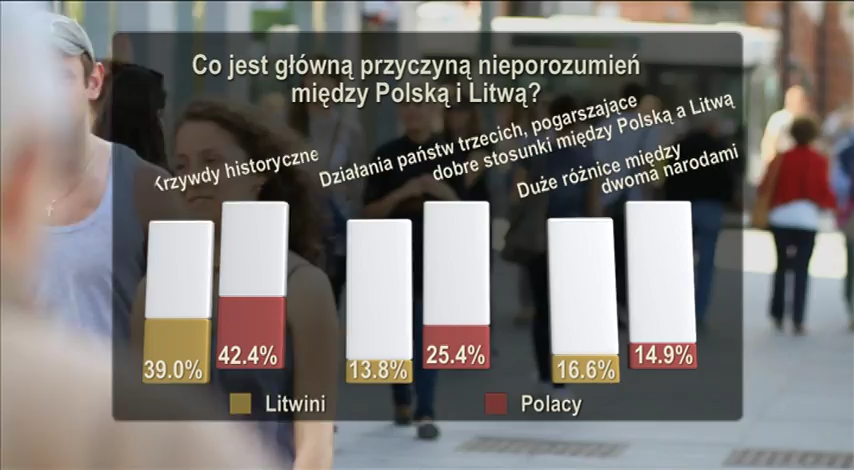 Co jest główną przyczyną nieporozumień
między Polską i Litwą?
Krzywdy historyczne
Działania państw trzecich, pogarszające
dobre stosunki między Polską a Litwą
Duże różnice między
dwoma narodami
39.0% 42.4% 13.8% 25.4% 16.6% 14.9%
Litwini Polacy